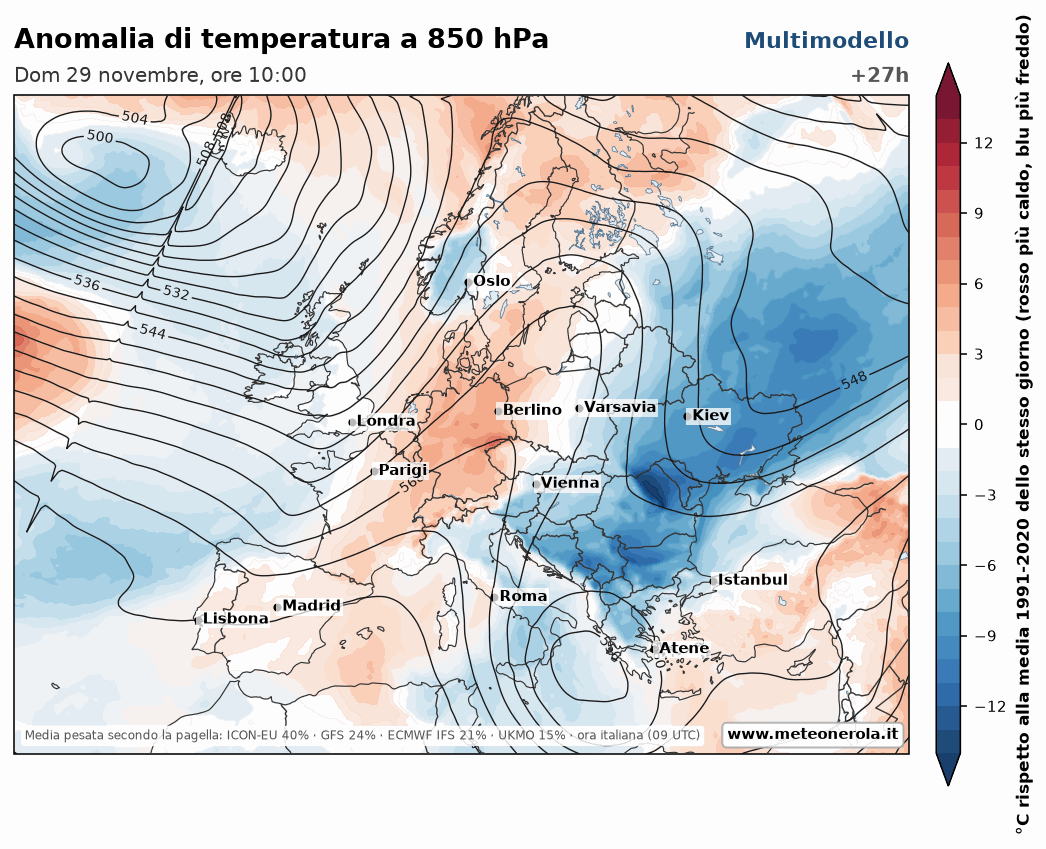 Anomalia di temperatura a 850 hPa
Multimodello
Dom 29 novembre, ore 10:00
+27h
504
500
508
508
536
532
544
548
Oslo
Londra
Berlino
Varsavia
Kiev
Parigi
Vienna
Roma
Istanbul
Madrid
Lisbona
Atene
Media pesata secondo la pagella: ICON-EU 40% · GFS 24% · ECMWF IFS 21% · UKMO 15% · ora italiana (09 UTC)
www.meteonerola.it
12
9
6
3
0
−3
−6
−9
−12
°C rispetto alla media 1991-2020 dello stesso giorno (rosso più caldo, blu più freddo)